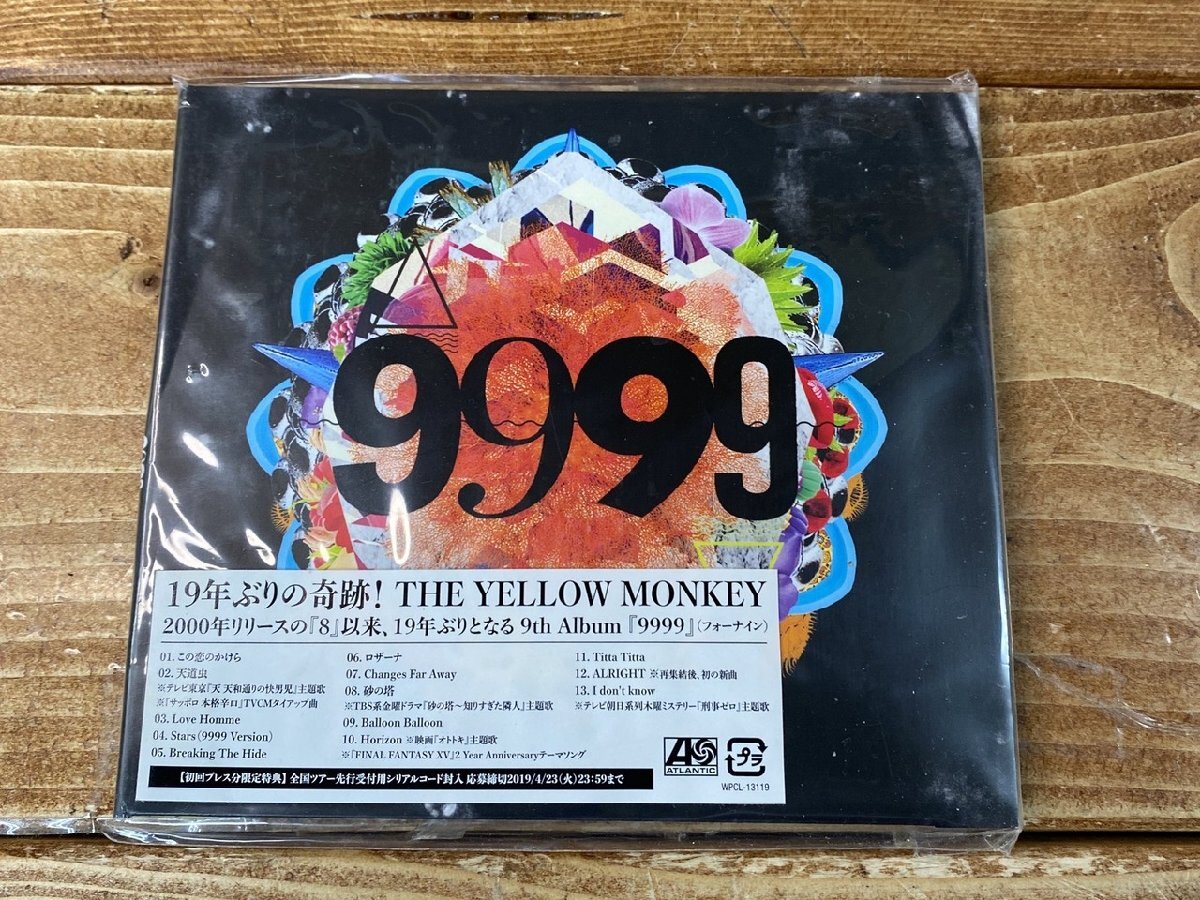 9999
19年ぶりの奇跡! THE YELLOW MONKEY
2000年リリースの『8』以来、19年ぶりとなる 9th Album『9999』(フォーナイン)
01. この恋のかけら
02. 天道虫
※テレビ東京『天 天和通りの快男児』主題歌
※『サッポロ 本格辛口』TVCMタイアップ曲
03. Love Homme
04. Stars (9999 Version)
05. Breaking The Hide
06. ロザーナ
07. Changes Far Away
08. 砂の塔
※TBS系金曜ドラマ『砂の塔〜知りすぎた隣人』主題歌
09. Balloon Balloon
10. Horizon ※映画『オトトキ』主題歌
※『FINAL FANTASY XV』2 Year Anniversaryテーマソング
11. Titta Titta
12. ALRIGHT ※再集結後、初の新曲
13. I don't know
※テレビ朝日系列木曜ミステリー『刑事ゼロ』主題歌
【初回プレス分限定特典】全国ツアー先行受付用シリアルコード封入 応募締切2019/4/23(火)23:59まで
ATLANTIC
プラ
WPCL-13119